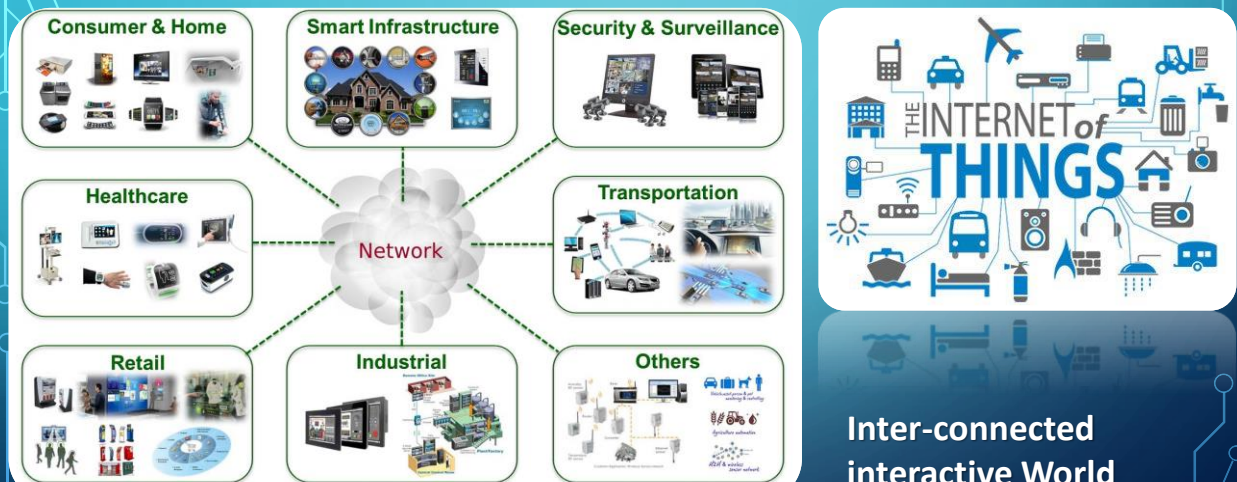 Consumer & Home
Smart Infrastructure
Security & Surveillance
Healthcare
Network
Transportation
Retail
Industrial
Others
THE
INTERNET of
THINGS
Inter-connected
interactive World